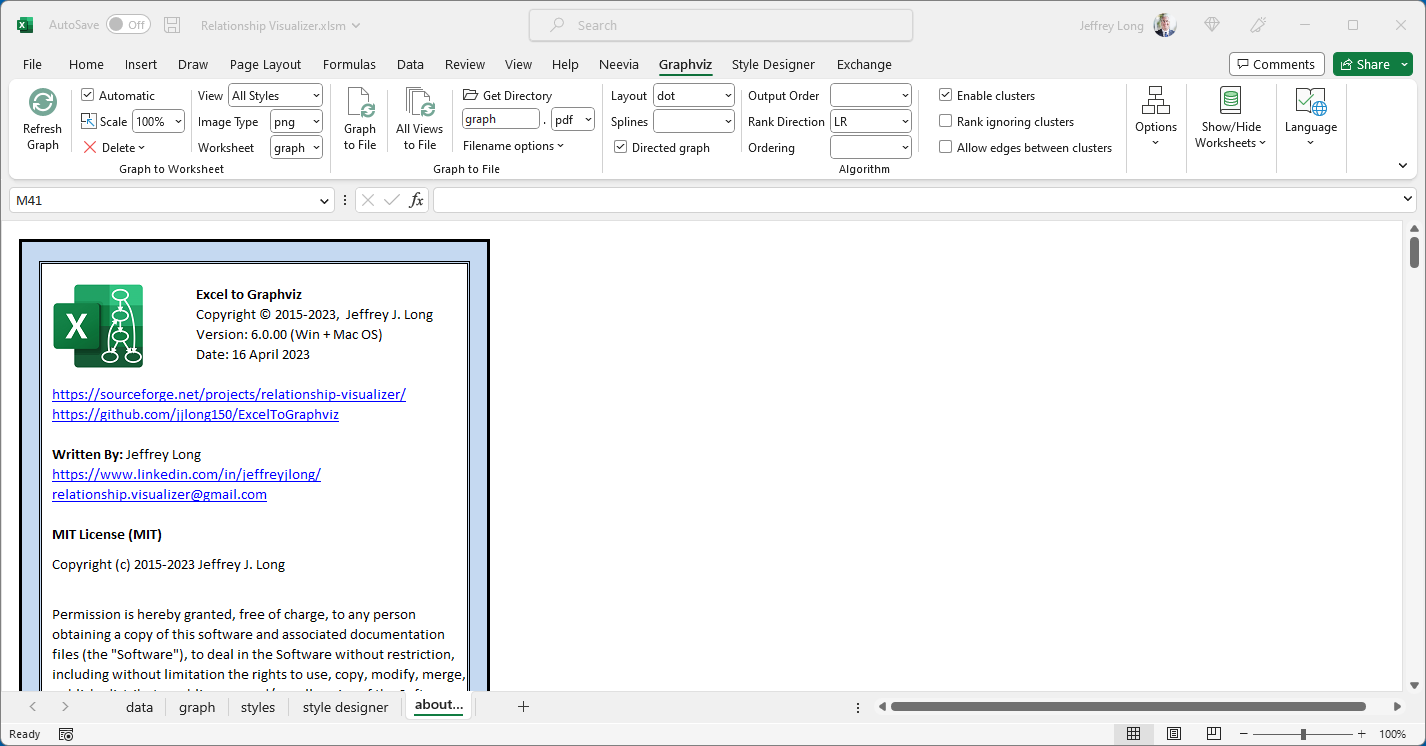 AutoSave Off Relationship Visualizer.xlsm Search Jeffrey Long
File Home Insert Draw Page Layout Formulas Data Review View Help Neevia Graphviz Style Designer Exchange Comments Share
Refresh Graph
Automatic
Scale 100%
Delete
View All Styles
Image Type png
Worksheet graph
Graph to Worksheet
Graph to File
All Views to File
Get Directory
graph . pdf
Filename options
Graph to File
Layout dot
Splines
Directed graph
Output Order
Rank Direction LR
Ordering
Enable clusters
Rank ignoring clusters
Allow edges between clusters
Algorithm
Options
Show/Hide Worksheets
Language
M41 fx
X
Excel to Graphviz
Copyright © 2015-2023, Jeffrey J. Long
Version: 6.0.00 (Win + Mac OS)
Date: 16 April 2023
https://sourceforge.net/projects/relationship-visualizer/
https://github.com/jjlong150/ExcelToGraphviz
Written By: Jeffrey Long
https://www.linkedin.com/in/jeffreyjlong/
relationship.visualizer@gmail.com
MIT License (MIT)
Copyright (c) 2015-2023 Jeffrey J. Long
Permission is hereby granted, free of charge, to any person
obtaining a copy of this software and associated documentation
files (the "Software"), to deal in the Software without restriction,
including without limitation the rights to use, copy, modify, merge,
data graph styles style designer about...
Ready 100%